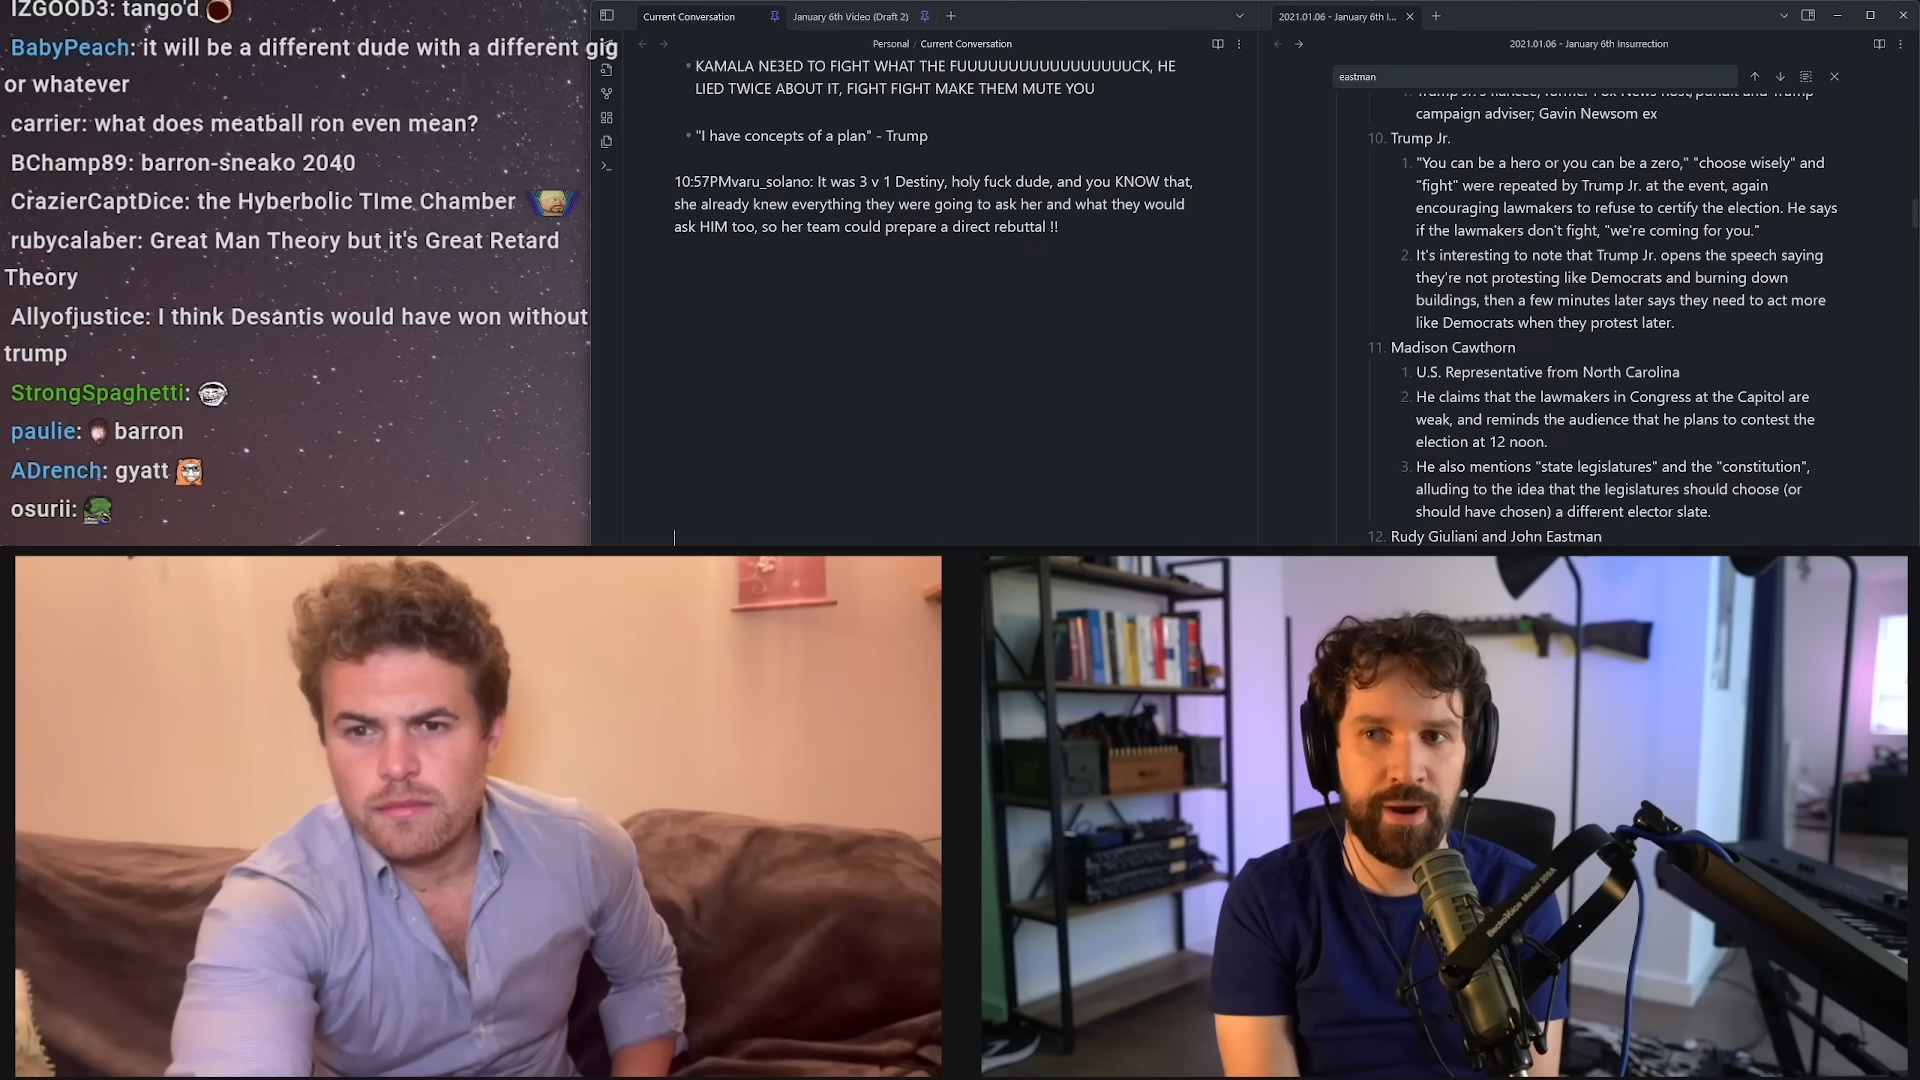 IZGOOD3: tango'd
BabyPeach: it will be a different dude with a different gig
or whatever
carrier: what does meatball ron even mean?
BChamp89: barron-sneako 2040
CrazierCaptDice: the Hyberbolic TIme Chamber
rubycalaber: Great Man Theory but it's Great Retard
Theory
Allyofjustice: I think Desantis would have won without
trump
StrongSpaghetti:
paulie: barron
ADrench: gyatt
osurii:
Current Conversation
January 6th Video (Draft 2)
Personal / Current Conversation
• KAMALA NE3ED TO FIGHT WHAT THE FUUUUUUUUUUUUUUUUUCK, HE
LIED TWICE ABOUT IT, FIGHT FIGHT MAKE THEM MUTE YOU
• "I have concepts of a plan" - Trump
10:57PMvaru_solano: It was 3 v 1 Destiny, holy fuck dude, and you KNOW that,
she already knew everything they were going to ask her and what they would
ask HIM too, so her team could prepare a direct rebuttal !!
2021.01.06 - January 6th I...
2021.01.06 - January 6th Insurrection
eastman
1. Trump Jr.'s fiancée; former Fox News host, pundit and Trump
campaign adviser; Gavin Newsom ex
10. Trump Jr.
1. "You can be a hero or you can be a zero," "choose wisely" and
"fight" were repeated by Trump Jr. at the event, again
encouraging lawmakers to refuse to certify the election. He says
if the lawmakers don't fight, "we're coming for you."
2. It's interesting to note that Trump Jr. opens the speech saying
they're not protesting like Democrats and burning down
buildings, then a few minutes later says they need to act more
like Democrats when they protest later.
11. Madison Cawthorn
1. U.S. Representative from North Carolina
2. He claims that the lawmakers in Congress at the Capitol are
weak, and reminds the audience that he plans to contest the
election at 12 noon.
3. He also mentions "state legislatures" and the "constitution",
alluding to the idea that the legislatures should choose (or
should have chosen) a different elector slate.
12. Rudy Giuliani and John Eastman
ElectroVoice Model 309A